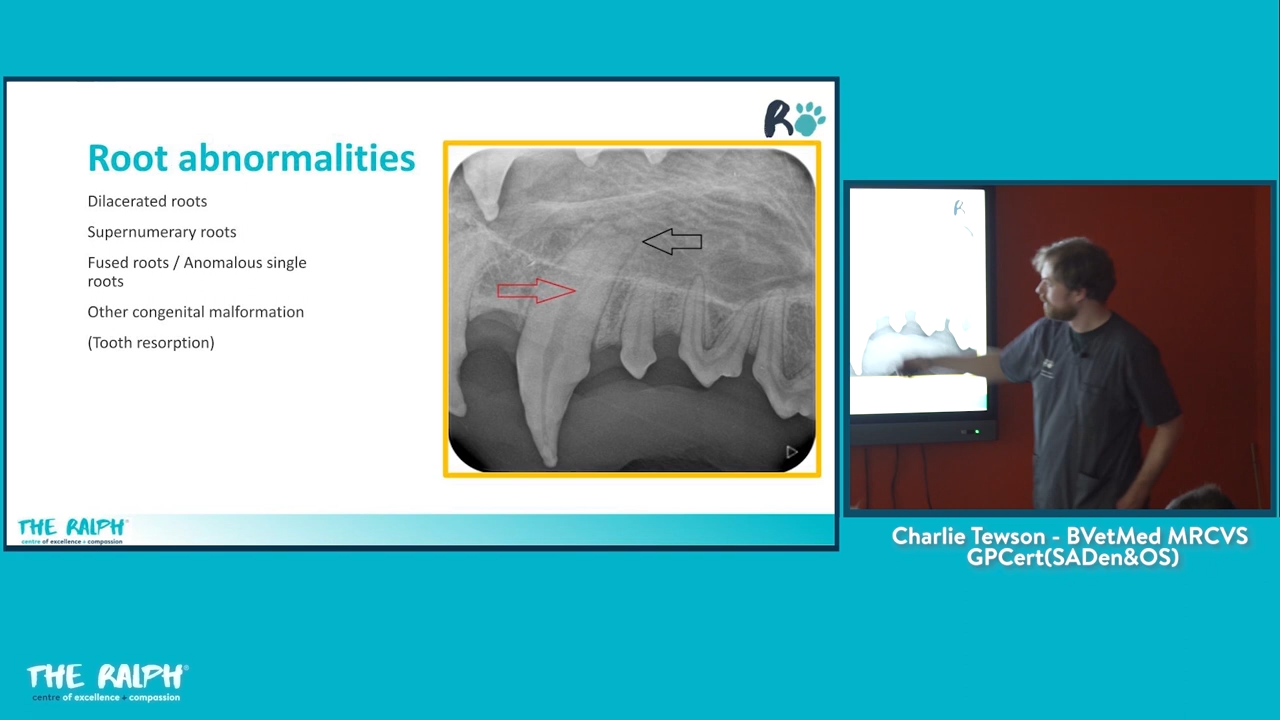 R
Root abnormalities
Dilacerated roots
Supernumerary roots
Fused roots / Anomalous single
roots
Other congenital malformation
(Tooth resorption)
THE RALPH®
centre of excellence + compassion
R
Charlie Tewson - BVetMed MRCVS
GPCert(SADen&OS)
THE RALPH®
centre of excellence + compassion